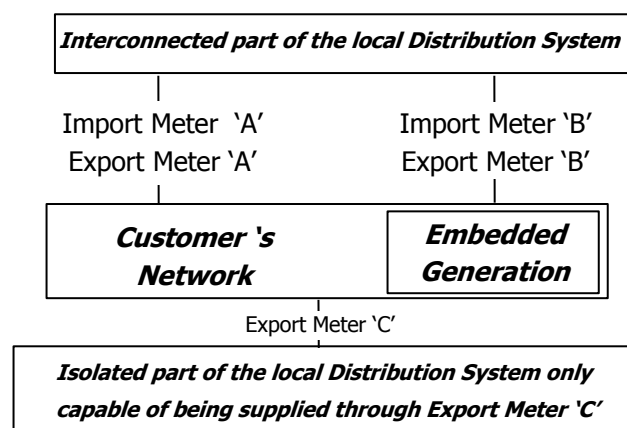 Interconnected part of the local Distribution System
Import Meter ‘A’ Import Meter ‘B’
Export Meter ‘A’ Export Meter ‘B’
Customer ‘s Embedded
Network Generation
Export Meter ‘C’
Isolated part of the local Distribution System only
capable of being supplied through Export Meter ‘C’